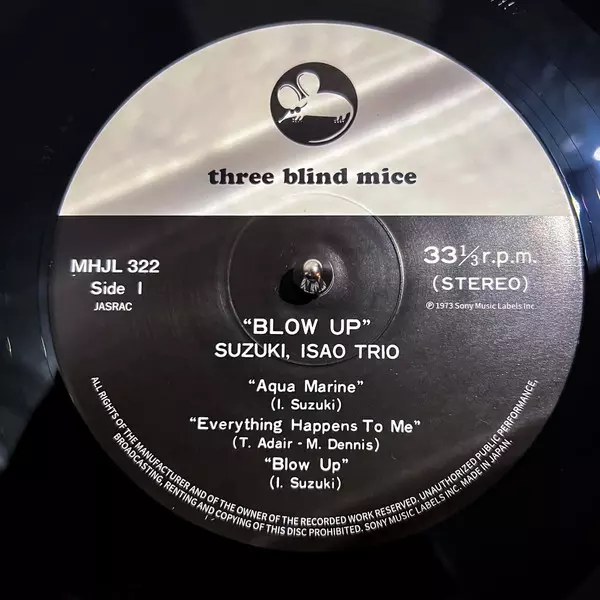 three blind mice
MHJL 322
Side 1
JASRAC
33 1/3 r.p.m.
(STEREO)
℗ 1973 Sony Music Labels Inc.
"BLOW UP"
SUZUKI, ISAO TRIO
"Aqua Marine"
(I. Suzuki)
"Everything Happens To Me"
(T. Adair - M. Dennis)
"Blow Up"
(I. Suzuki)
ALL RIGHTS OF THE MANUFACTURER AND OF THE OWNER OF THE RECORDED WORK RESERVED. UNAUTHORIZED PUBLIC PERFORMANCE,
BROADCASTING, RENTING AND COPYING OF THIS DISC PROHIBITED. SONY MUSIC LABELS INC. MADE IN JAPAN.